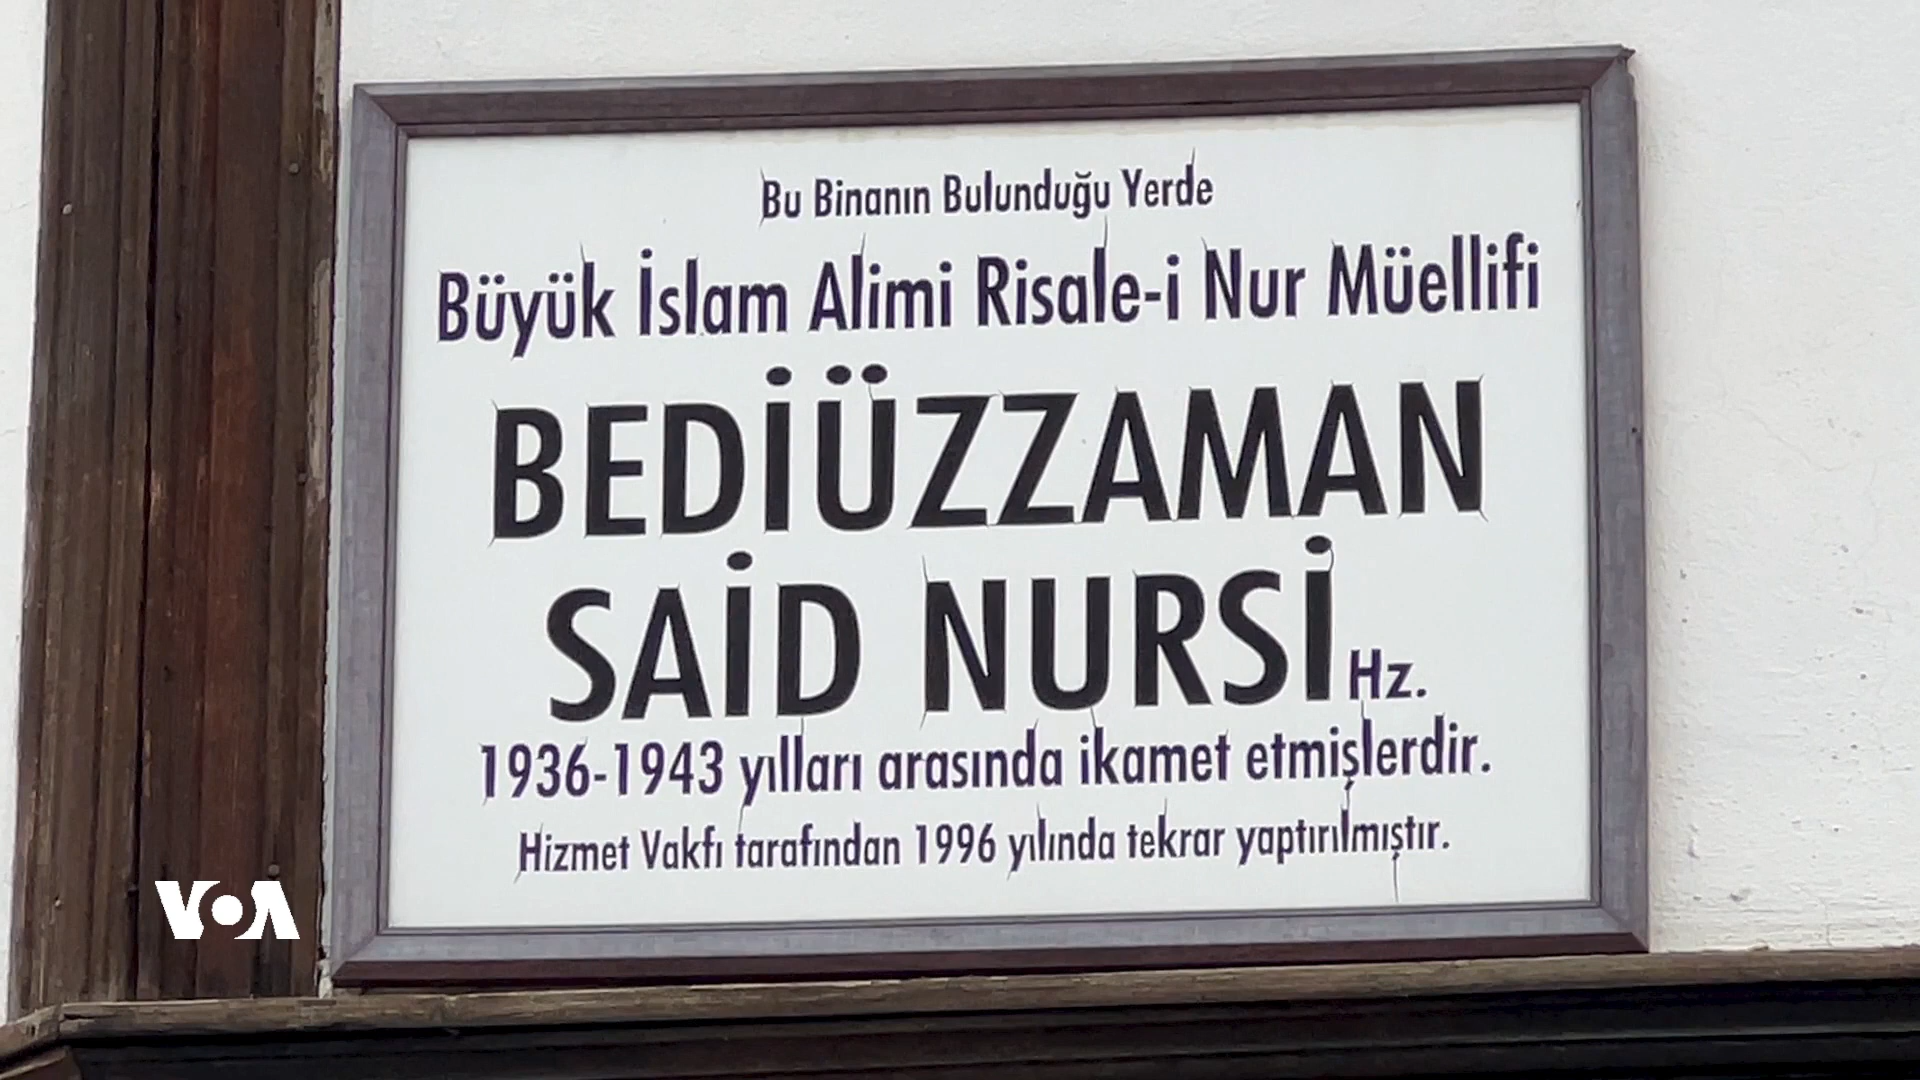 Bu Binanın Bulunduğu Yerde
Büyük İslam Alimi Risale-i Nur Müellifi
BEDİÜZZAMAN
SAİD NURSİ Hz.
1936-1943 yılları arasında ikamet etmişlerdir.
Hizmet Vakfı tarafından 1996 yılında tekrar yaptırılmıştır.
VOA